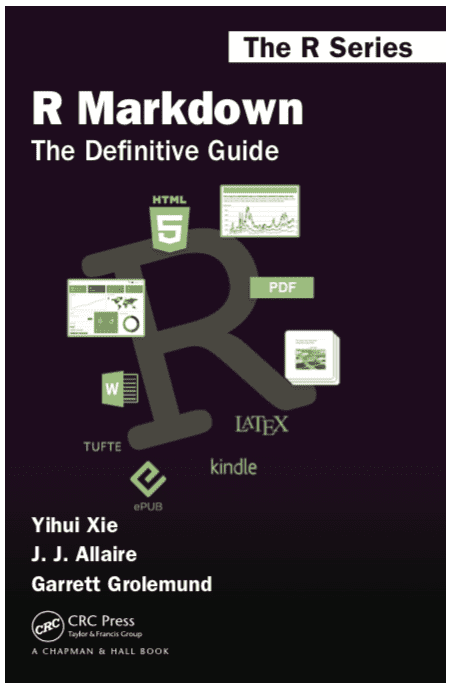 The R Series
R Markdown
The Definitive Guide
HTML
5
PDF
W
LATEX
TUFTE
kindle
ePUB
Yihui Xie
J. J. Allaire
Garrett Grolemund
CRC
CRC Press
Taylor & Francis Group
A CHAPMAN & HALL BOOK